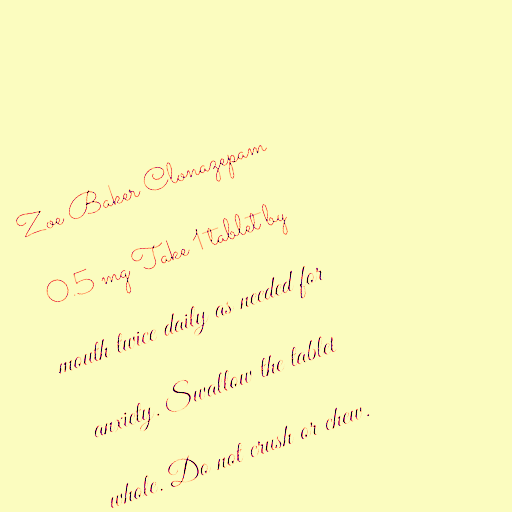 Zoe Baker Clonazepam
0.5 mg Take 1 tablet by
mouth twice daily as needed for
anxiety. Swallow the tablet
whole. Do not crush or chew.